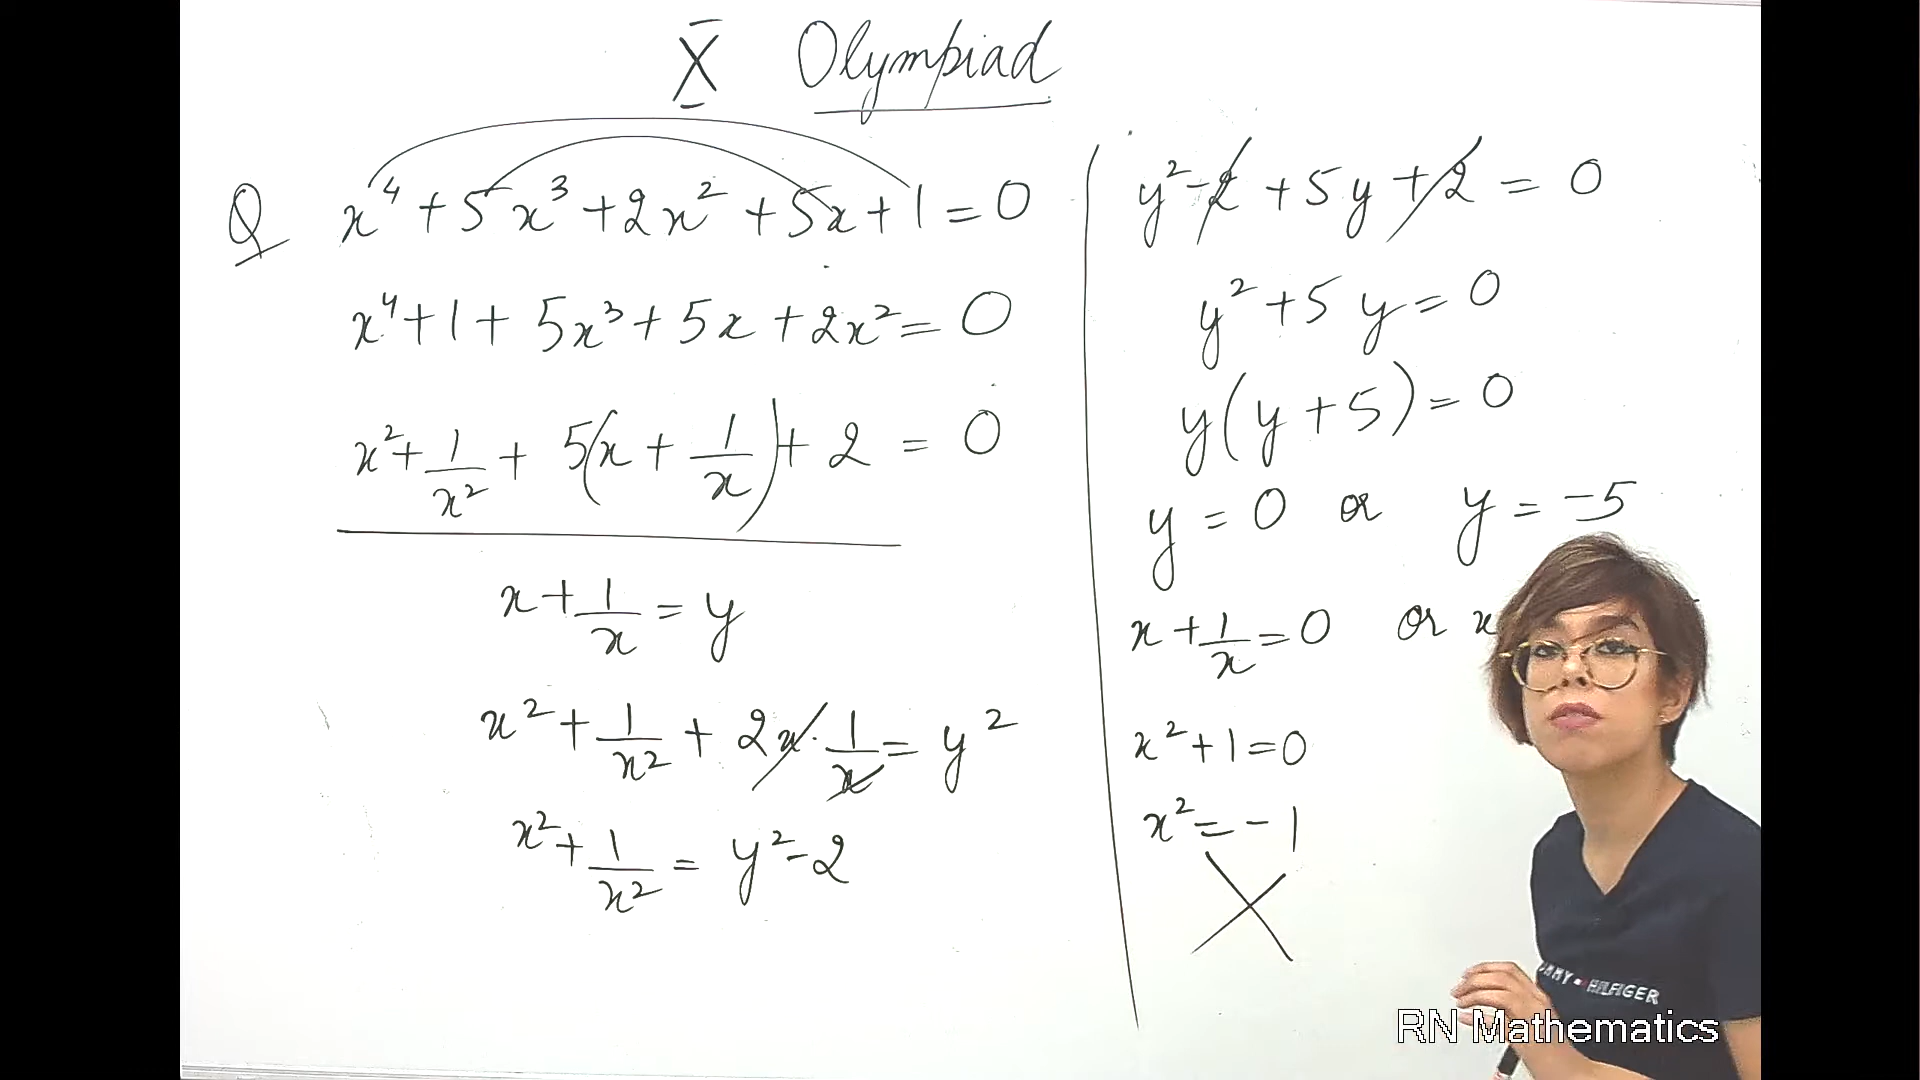 X Olympiad
Q x⁴ + 5x³ + 2x² + 5x + 1 = 0
x⁴ + 1 + 5x³ + 5x + 2x² = 0
x² + 1/x² + 5(x + 1/x) + 2 = 0
x + 1/x = y
x² + 1/x² + 2x · 1/x = y²
x² + 1/x² = y² - 2
y² - 2 + 5y + 2 = 0
y² + 5y = 0
y(y + 5) = 0
y = 0 or y = -5
x + 1/x = 0 or x
x² + 1 = 0
x² = -1
HILFIGER
RN Mathematics